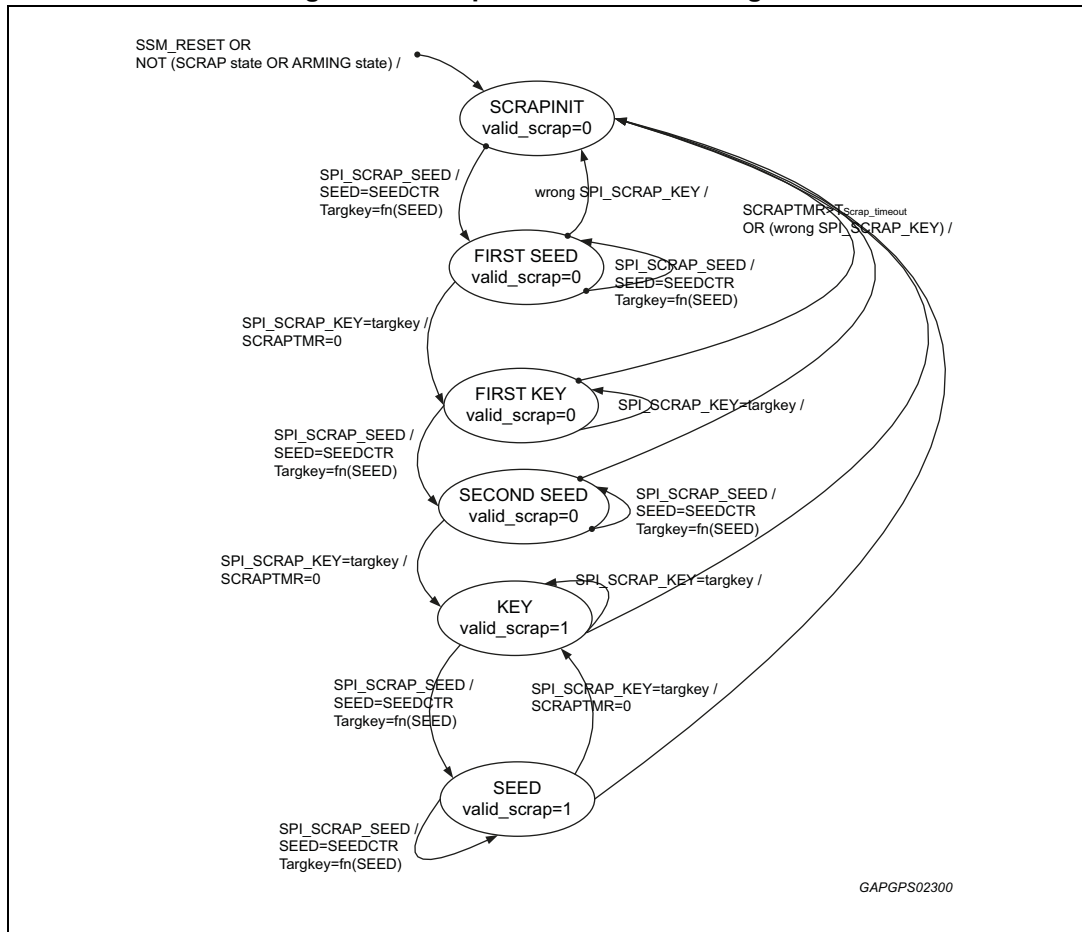 SSM_RESET OR
NOT (SCRAP state OR ARMING state) /
SCRAPINIT
valid_scrap=0
SPI_SCRAP_SEED /
SEED=SEEDCTR
Targkey=fn(SEED)
wrong SPI_SCRAP_KEY /
SCRAPTMR>TScrap_timeout
OR (wrong SPI_SCRAP_KEY) /
FIRST SEED
valid_scrap=0
SPI_SCRAP_SEED /
SEED=SEEDCTR
Targkey=fn(SEED)
SPI_SCRAP_KEY=targkey /
SCRAPTMR=0
FIRST KEY
valid_scrap=0
SPI_SCRAP_KEY=targkey /
SPI_SCRAP_SEED /
SEED=SEEDCTR
Targkey=fn(SEED)
SECOND SEED
valid_scrap=0
SPI_SCRAP_SEED /
SEED=SEEDCTR
Targkey=fn(SEED)
SPI_SCRAP_KEY=targkey /
SCRAPTMR=0
SPI_SCRAP_KEY=targkey /
KEY
valid_scrap=1
SPI_SCRAP_SEED /
SEED=SEEDCTR
Targkey=fn(SEED)
SPI_SCRAP_KEY=targkey /
SCRAPTMR=0
SEED
valid_scrap=1
SPI_SCRAP_SEED /
SEED=SEEDCTR
Targkey=fn(SEED)
GAPGPS02300